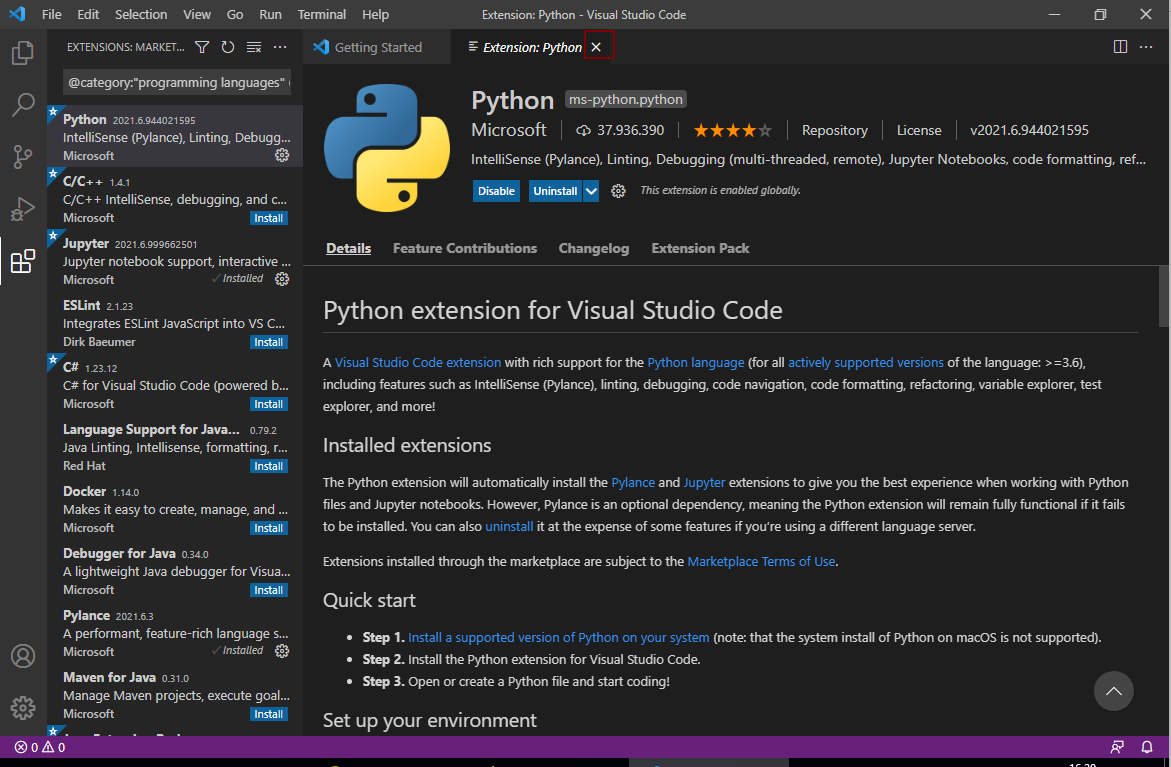 File Edit Selection View Go Run Terminal Help Extension: Python - Visual Studio Code
EXTENSIONS: MARKET...
@category:"programming languages"
Python 2021.6.944021595
IntelliSense (Pylance), Linting, Debugg...
Microsoft
C/C++ 1.4.1
C/C++ IntelliSense, debugging, and c...
Microsoft Install
Jupyter 2021.6.999662501
Jupyter notebook support, interactive ...
Microsoft ✓Installed
ESLint 2.1.23
Integrates ESLint JavaScript into VS C...
Dirk Baeumer Install
C# 1.23.12
C# for Visual Studio Code (powered b...
Microsoft Install
Language Support for Java... 0.79.2
Java Linting, Intellisense, formatting, r...
Red Hat Install
Docker 1.14.0
Makes it easy to create, manage, and ...
Microsoft Install
Debugger for Java 0.34.0
A lightweight Java debugger for Visua...
Microsoft Install
Pylance 2021.6.3
A performant, feature-rich language s...
Microsoft ✓Installed
Maven for Java 0.31.0
Manage Maven projects, execute goal...
Microsoft Install
Getting Started Extension: Python
Python ms-python.python
Microsoft 37.936.390 Repository License v2021.6.944021595
IntelliSense (Pylance), Linting, Debugging (multi-threaded, remote), Jupyter Notebooks, code formatting, ref...
Disable Uninstall This extension is enabled globally.
Details Feature Contributions Changelog Extension Pack
Python extension for Visual Studio Code
A Visual Studio Code extension with rich support for the Python language (for all actively supported versions of the language: >=3.6),
including features such as IntelliSense (Pylance), linting, debugging, code navigation, code formatting, refactoring, variable explorer, test
explorer, and more!
Installed extensions
The Python extension will automatically install the Pylance and Jupyter extensions to give you the best experience when working with Python
files and Jupyter notebooks. However, Pylance is an optional dependency, meaning the Python extension will remain fully functional if it fails
to be installed. You can also uninstall it at the expense of some features if you're using a different language server.
Extensions installed through the marketplace are subject to the Marketplace Terms of Use.
Quick start
• Step 1. Install a supported version of Python on your system (note: that the system install of Python on macOS is not supported).
• Step 2. Install the Python extension for Visual Studio Code.
• Step 3. Open or create a Python file and start coding!
Set up your environment
0 0